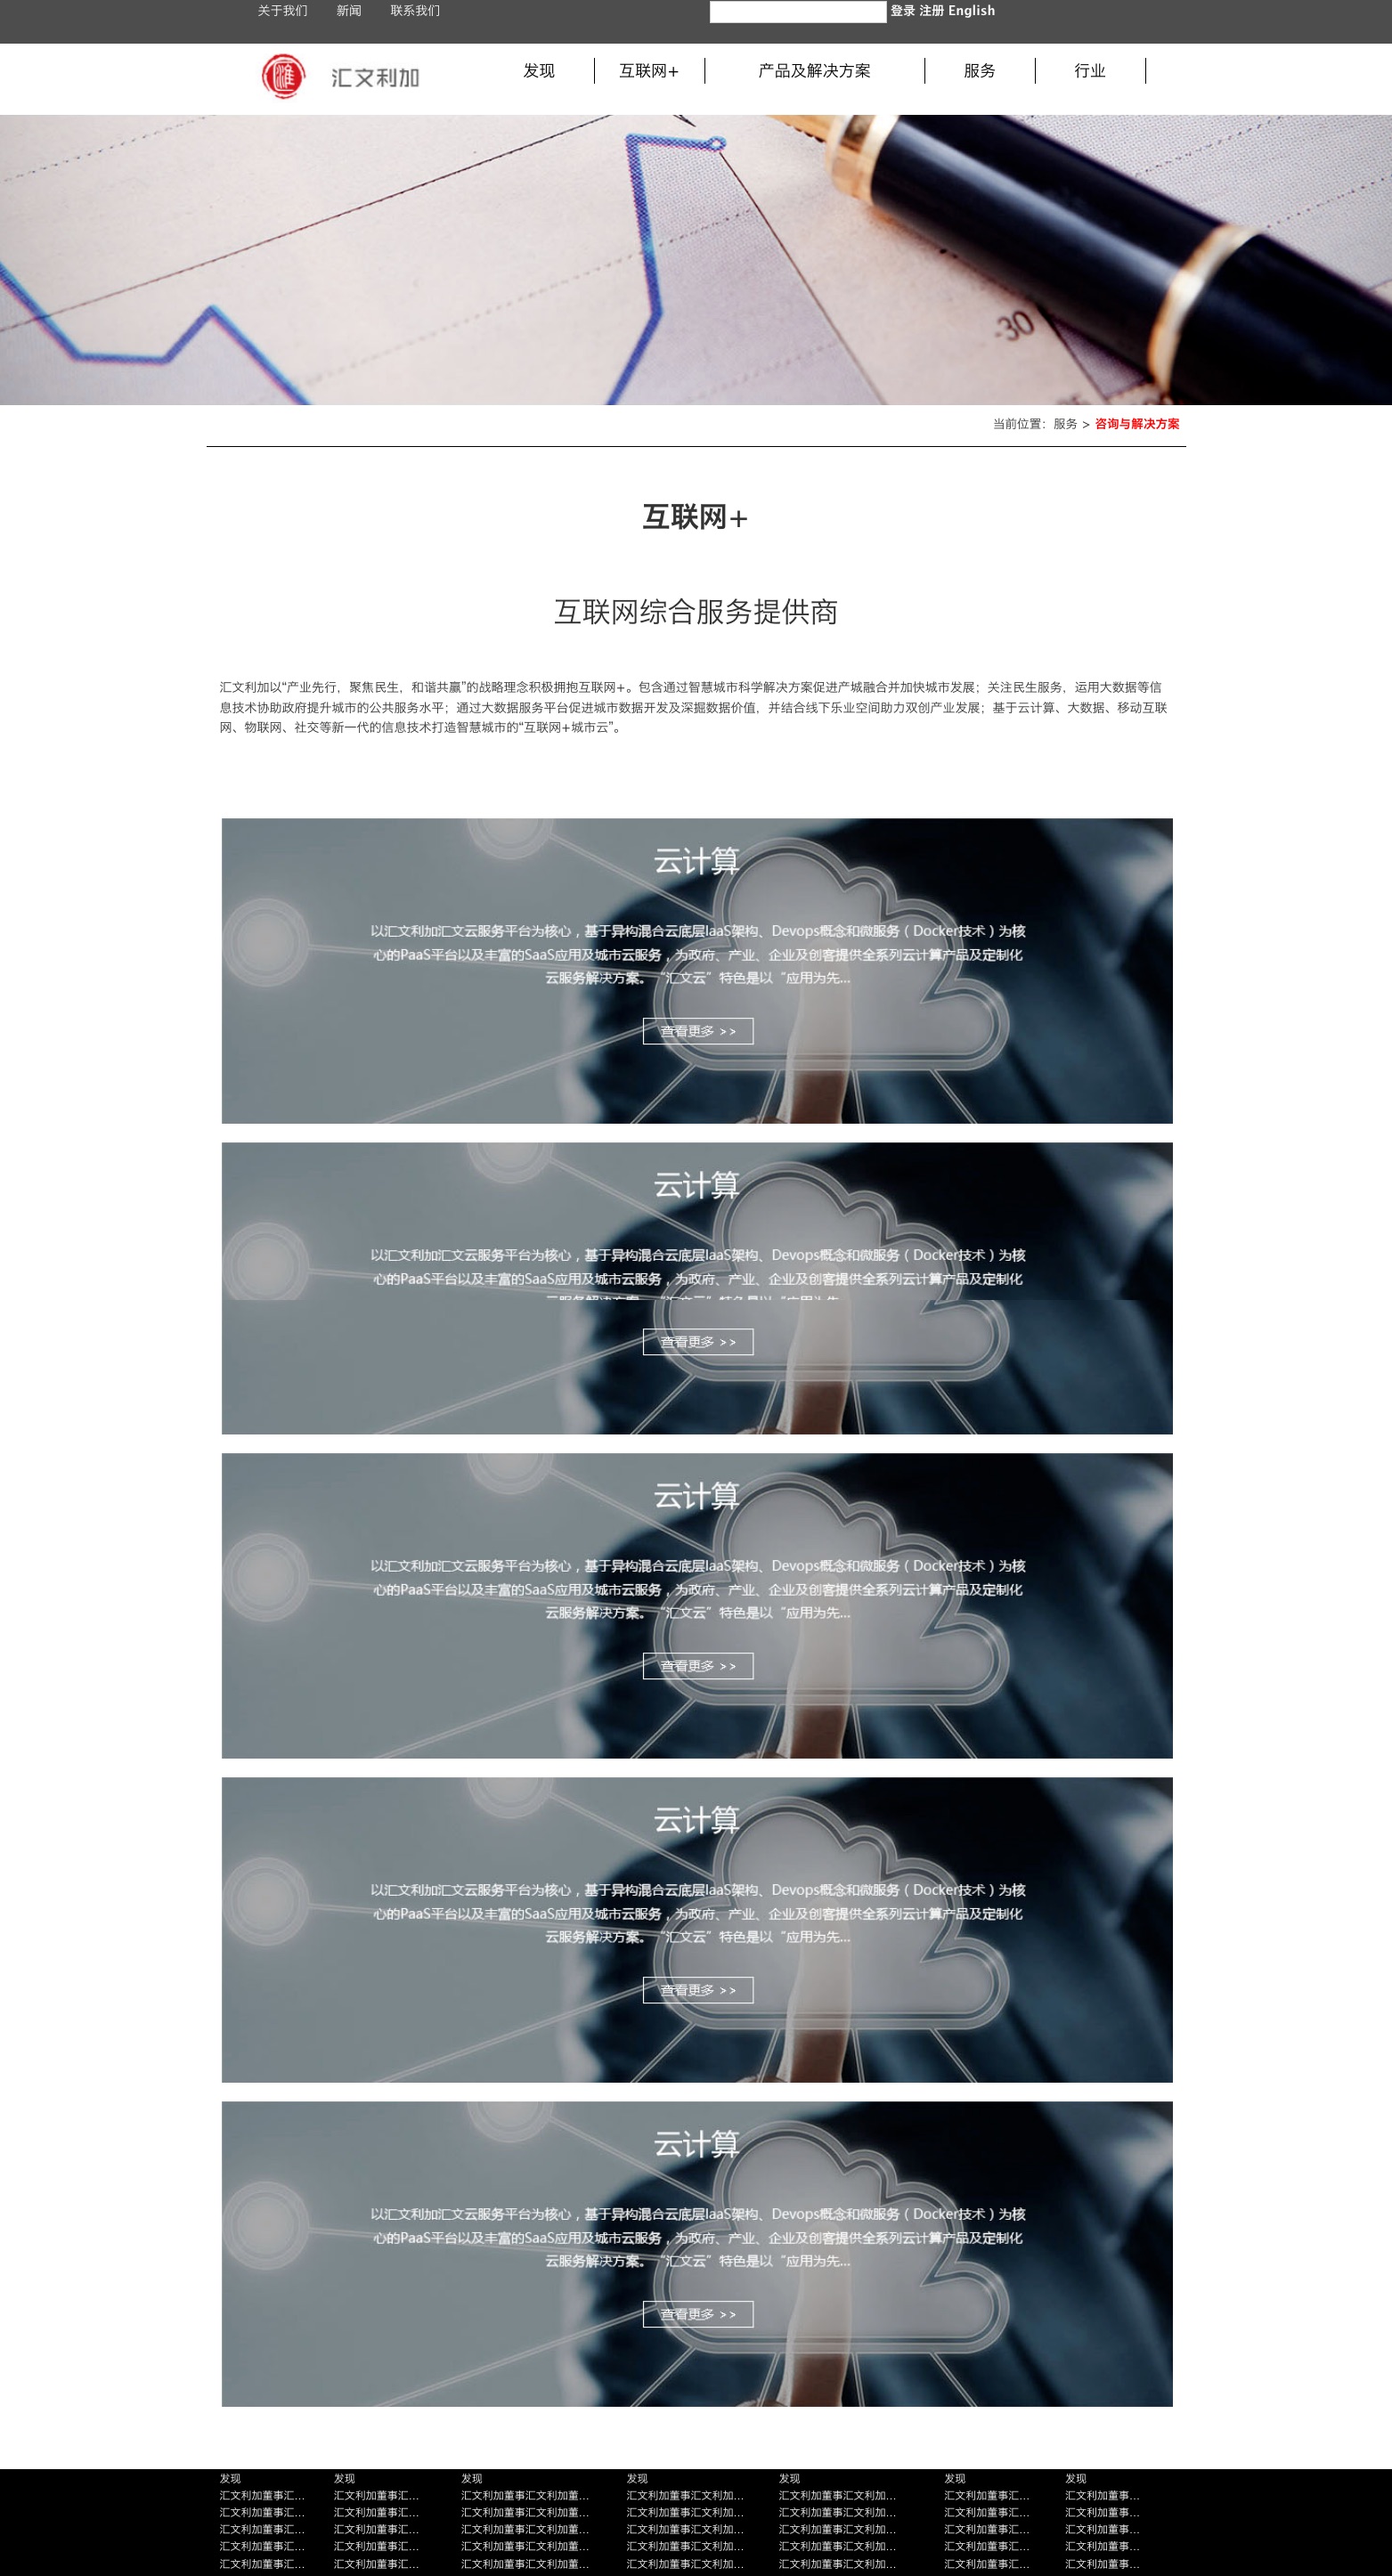 关于我们 新闻 联系我们 登录 注册 English
汇文利加 发现 互联网+ 产品及解决方案 服务 行业
30
当前位置：服务 > 咨询与解决方案
互联网+
互联网综合服务提供商
汇文利加以“产业先行，聚焦民生，和谐共赢”的战略理念积极拥抱互联网+。包含通过智慧城市科学解决方案促进产城融合并加快城市发展；关注民生服务，运用大数据等信
息技术协助政府提升城市的公共服务水平；通过大数据服务平台促进城市数据开发及深掘数据价值，并结合线下乐业空间助力双创产业发展；基于云计算、大数据、移动互联
网、物联网、社交等新一代的信息技术打造智慧城市的“互联网+城市云”。
云计算
以汇文利加汇文云服务平台为核心，基于异构混合云底层IaaS架构、Devops概念和微服务（Docker技术）为核
心的PaaS平台以及丰富的SaaS应用及城市云服务，为政府、产业、企业及创客提供全系列云计算产品及定制化
云服务解决方案。“汇文云”特色是以“应用为先...
查看更多 >>
云计算
以汇文利加汇文云服务平台为核心，基于异构混合云底层IaaS架构、Devops概念和微服务（Docker技术）为核
心的PaaS平台以及丰富的SaaS应用及城市云服务，为政府、产业、企业及创客提供全系列云计算产品及定制化
云服务解决方案。“汇文云”特色是以“应用为先
查看更多 >>
云计算
以汇文利加汇文云服务平台为核心，基于异构混合云底层IaaS架构、Devops概念和微服务（Docker技术）为核
心的PaaS平台以及丰富的SaaS应用及城市云服务，为政府、产业、企业及创客提供全系列云计算产品及定制化
云服务解决方案。“汇文云”特色是以“应用为先...
查看更多 >>
云计算
以汇文利加汇文云服务平台为核心，基于异构混合云底层IaaS架构、Devops概念和微服务（Docker技术）为核
心的PaaS平台以及丰富的SaaS应用及城市云服务，为政府、产业、企业及创客提供全系列云计算产品及定制化
云服务解决方案。“汇文云”特色是以“应用为先...
查看更多 >>
云计算
以汇文利加汇文云服务平台为核心，基于异构混合云底层IaaS架构、Devops概念和微服务（Docker技术）为核
心的PaaS平台以及丰富的SaaS应用及城市云服务，为政府、产业、企业及创客提供全系列云计算产品及定制化
云服务解决方案。“汇文云”特色是以“应用为先...
查看更多 >>
发现 发现 发现 发现 发现 发现 发现
汇文利加董事汇... 汇文利加董事汇... 汇文利加董事汇文利加董... 汇文利加董事汇文利加... 汇文利加董事汇文利加... 汇文利加董事汇... 汇文利加董事...
汇文利加董事汇... 汇文利加董事汇... 汇文利加董事汇文利加董... 汇文利加董事汇文利加... 汇文利加董事汇文利加... 汇文利加董事汇... 汇文利加董事...
汇文利加董事汇... 汇文利加董事汇... 汇文利加董事汇文利加董... 汇文利加董事汇文利加... 汇文利加董事汇文利加... 汇文利加董事汇... 汇文利加董事...
汇文利加董事汇... 汇文利加董事汇... 汇文利加董事汇文利加董... 汇文利加董事汇文利加... 汇文利加董事汇文利加... 汇文利加董事汇... 汇文利加董事...
汇文利加董事汇... 汇文利加董事汇... 汇文利加董事汇文利加董... 汇文利加董事汇文利加... 汇文利加董事汇文利加... 汇文利加董事汇... 汇文利加董事...